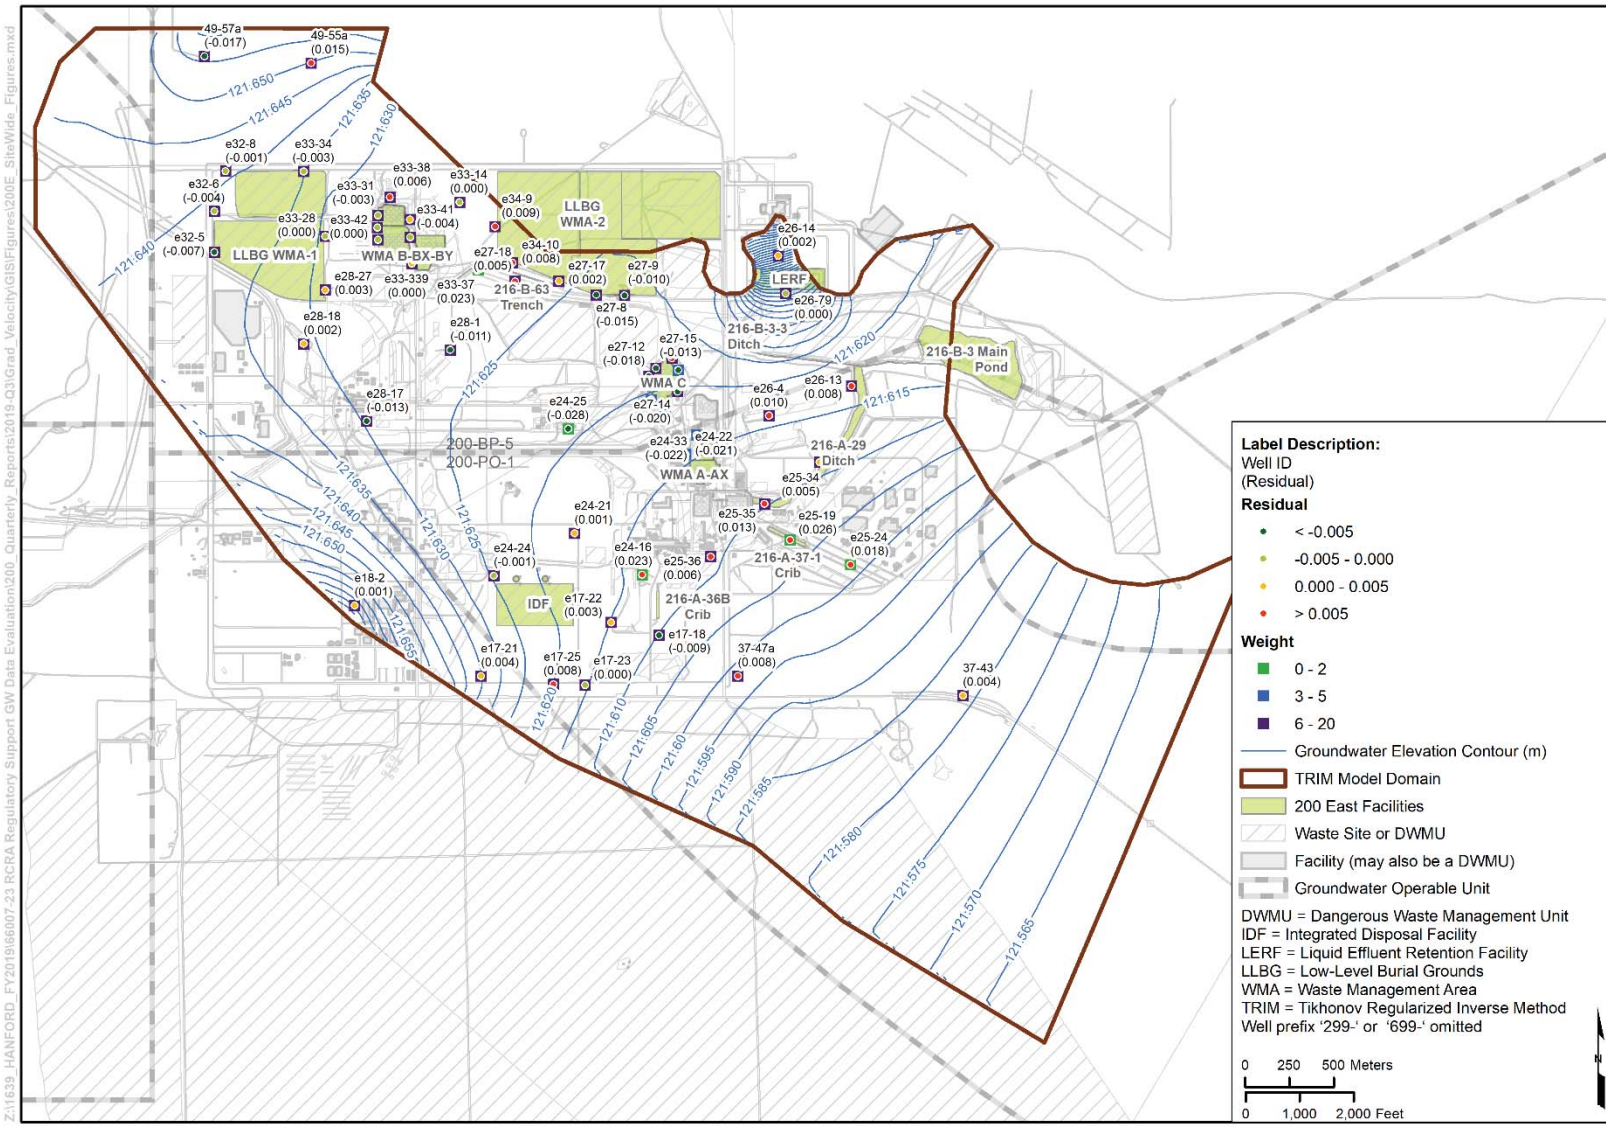 Z:\1639_HANFORD_FY2019\66007-23 RCRA Regulatory Support GW Data Evaluation\200_Quarterly_Reports\2019-Q3\Grad_Velocity\GIS\Figures\200E_SiteWide_Figures.mxd
49-57a
(-0.017)
49-55a
(0.015)
121.650
121.645
121.635
121.630
e32-8
(-0.001)
e33-34
(-0.003)
e33-38
(0.006)
e33-14
(0.000)
e33-31
(-0.003)
e32-6
(-0.004)
e33-41
(-0.004)
e34-9
(0.009)
LLBG
WMA-2
e33-28
(0.000)
e33-42
(0.000)
e26-14
(0.002)
e32-5
(-0.007)
LLBG WMA-1
WMA B-BX-BY
e27-18
(0.005)
e34-10
(0.008)
e27-17
(0.002)
e27-9
(-0.010)
121.640
LERF
e28-27
(0.003)
e33-339
(0.000)
e33-37
(0.023)
216-B-63
Trench
e27-8
(-0.015)
e26-79
(0.000)
e28-18
(0.002)
e28-1
(-0.011)
216-B-3-3
Ditch
e27-15
(-0.013)
e27-12
(-0.018)
121.620
216-B-3 Main
Pond
121.625
WMA C
e26-13
(0.008)
e26-4
(0.010)
121.615
e28-17
(-0.013)
e24-25
(-0.028)
e27-14
(-0.020)
200-BP-5
200-PO-1
e24-33
(-0.022)
e24-22
(-0.021)
216-A-29
Ditch
WMA A-AX
121.635
121.640
121.645
121.650
121.630
121.625
e25-34
(0.005)
e24-21
(0.001)
e25-35
(0.013)
e25-19
(0.026)
e24-24
(-0.001)
e24-16
(0.023)
e25-36
(0.006)
e25-24
(0.018)
216-A-37-1
Crib
e18-2
(0.001)
IDF
e17-22
(0.003)
216-A-36B
Crib
121.655
e17-18
(-0.009)
e17-21
(0.004)
e17-25
(0.008)
e17-23
(0.000)
37-47a
(0.008)
37-43
(0.004)
121.620
121.610
121.605
121.60
121.595
121.590
121.585
121.580
121.575
121.570
121.565
Label Description:
Well ID
(Residual)
Residual
< -0.005
-0.005 - 0.000
0.000 - 0.005
> 0.005
Weight
0 - 2
3 - 5
6 - 20
Groundwater Elevation Contour (m)
TRIM Model Domain
200 East Facilities
Waste Site or DWMU
Facility (may also be a DWMU)
Groundwater Operable Unit
DWMU = Dangerous Waste Management Unit
IDF = Integrated Disposal Facility
LERF = Liquid Effluent Retention Facility
LLBG = Low-Level Burial Grounds
WMA = Waste Management Area
TRIM = Tikhonov Regularized Inverse Method
Well prefix '299-' or '699-' omitted
0 250 500 Meters
0 1,000 2,000 Feet
N